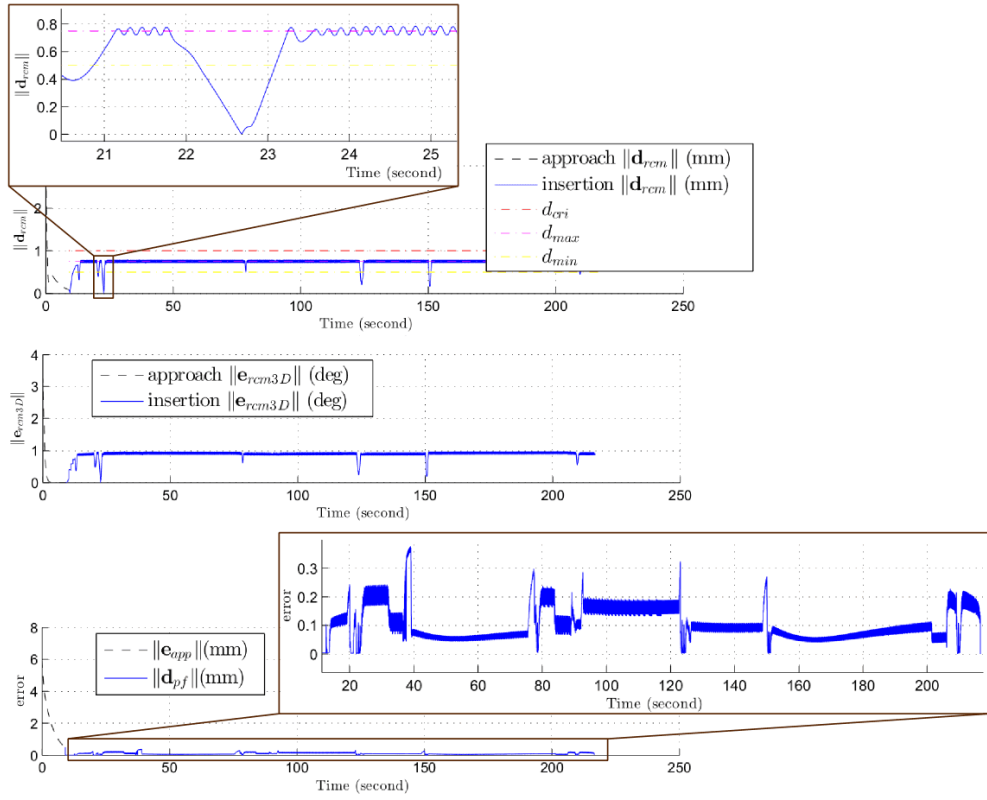 0.8
0.6
0.4
0.2
0
‖d_rcm‖
21
22
23
24
25
Time (second)
approach ‖d_rcm‖ (mm)
insertion ‖d_rcm‖ (mm)
d_cri
d_max
d_min
2
1
0
‖d_rcm‖
0
50
100
150
200
250
Time (second)
4
3
2
1
0
‖e_rcm3D‖
approach ‖e_rcm3D‖ (deg)
insertion ‖e_rcm3D‖ (deg)
0
50
100
150
200
250
Time (second)
0.3
0.2
0.1
0
error
20
40
60
80
100
120
140
160
180
200
Time (second)
8
6
4
2
0
error
‖e_app‖(mm)
‖d_pf‖(mm)
0
50
100
150
200
250
Time (second)